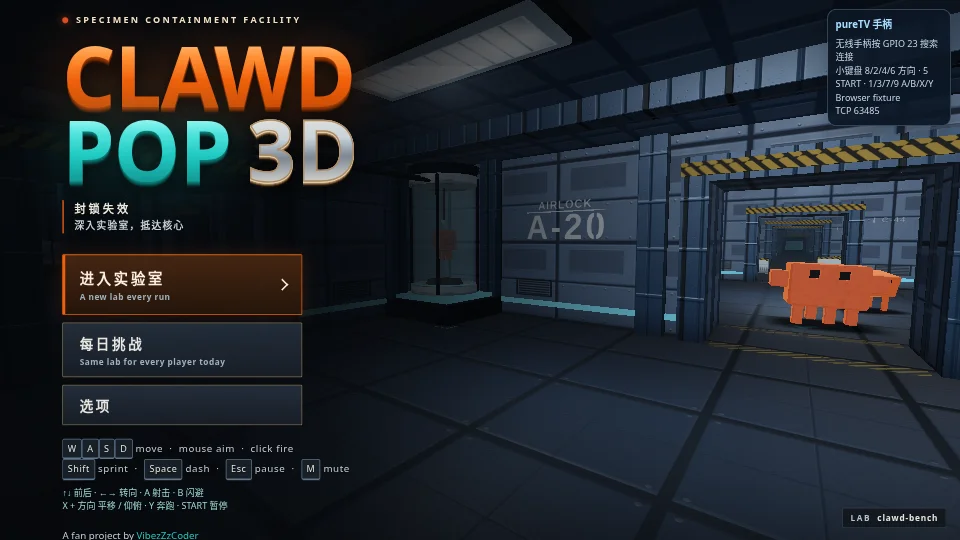 SPECIMEN CONTAINMENT FACILITY
CLAWD
POP 3D
封锁失效
深入实验室，抵达核心
进入实验室
A new lab every run
每日挑战
Same lab for every player today
选项
W A S D move · mouse aim · click fire
Shift sprint · Space dash · Esc pause · M mute
↑↓ 前后 · ←→ 转向 · A 射击 · B 闪避
X + 方向 平移 / 仰俯 · Y 奔跑 · START 暂停
A fan project by VibezZzCoder
AIRLOCK
A-20
pureTV 手柄
无线手柄按 GPIO 23 搜索
连接
小键盘 8/2/4/6 方向 · 5
START · 1/3/7/9 A/B/X/Y
Browser fixture
TCP 63485
LAB clawd-bench